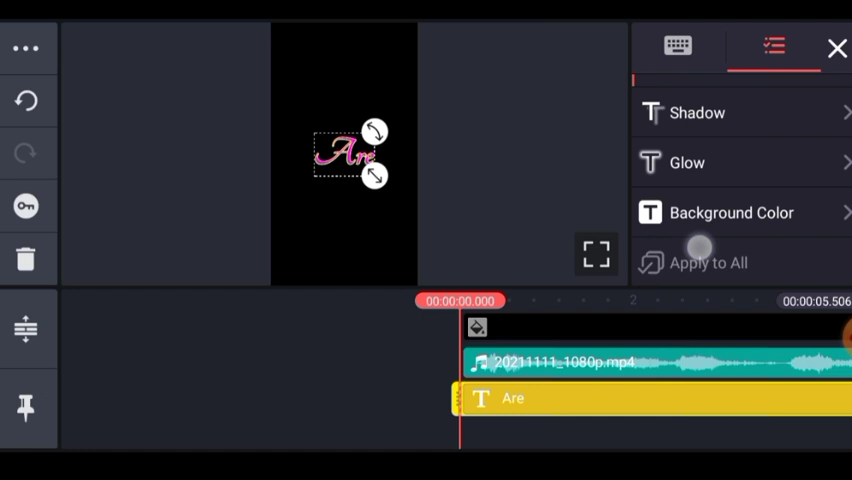 Are
Shadow
Glow
T Background Color
Apply to All
00:00:00.000
2
00:00:05.506
20211111_1080p.mp4
T Are